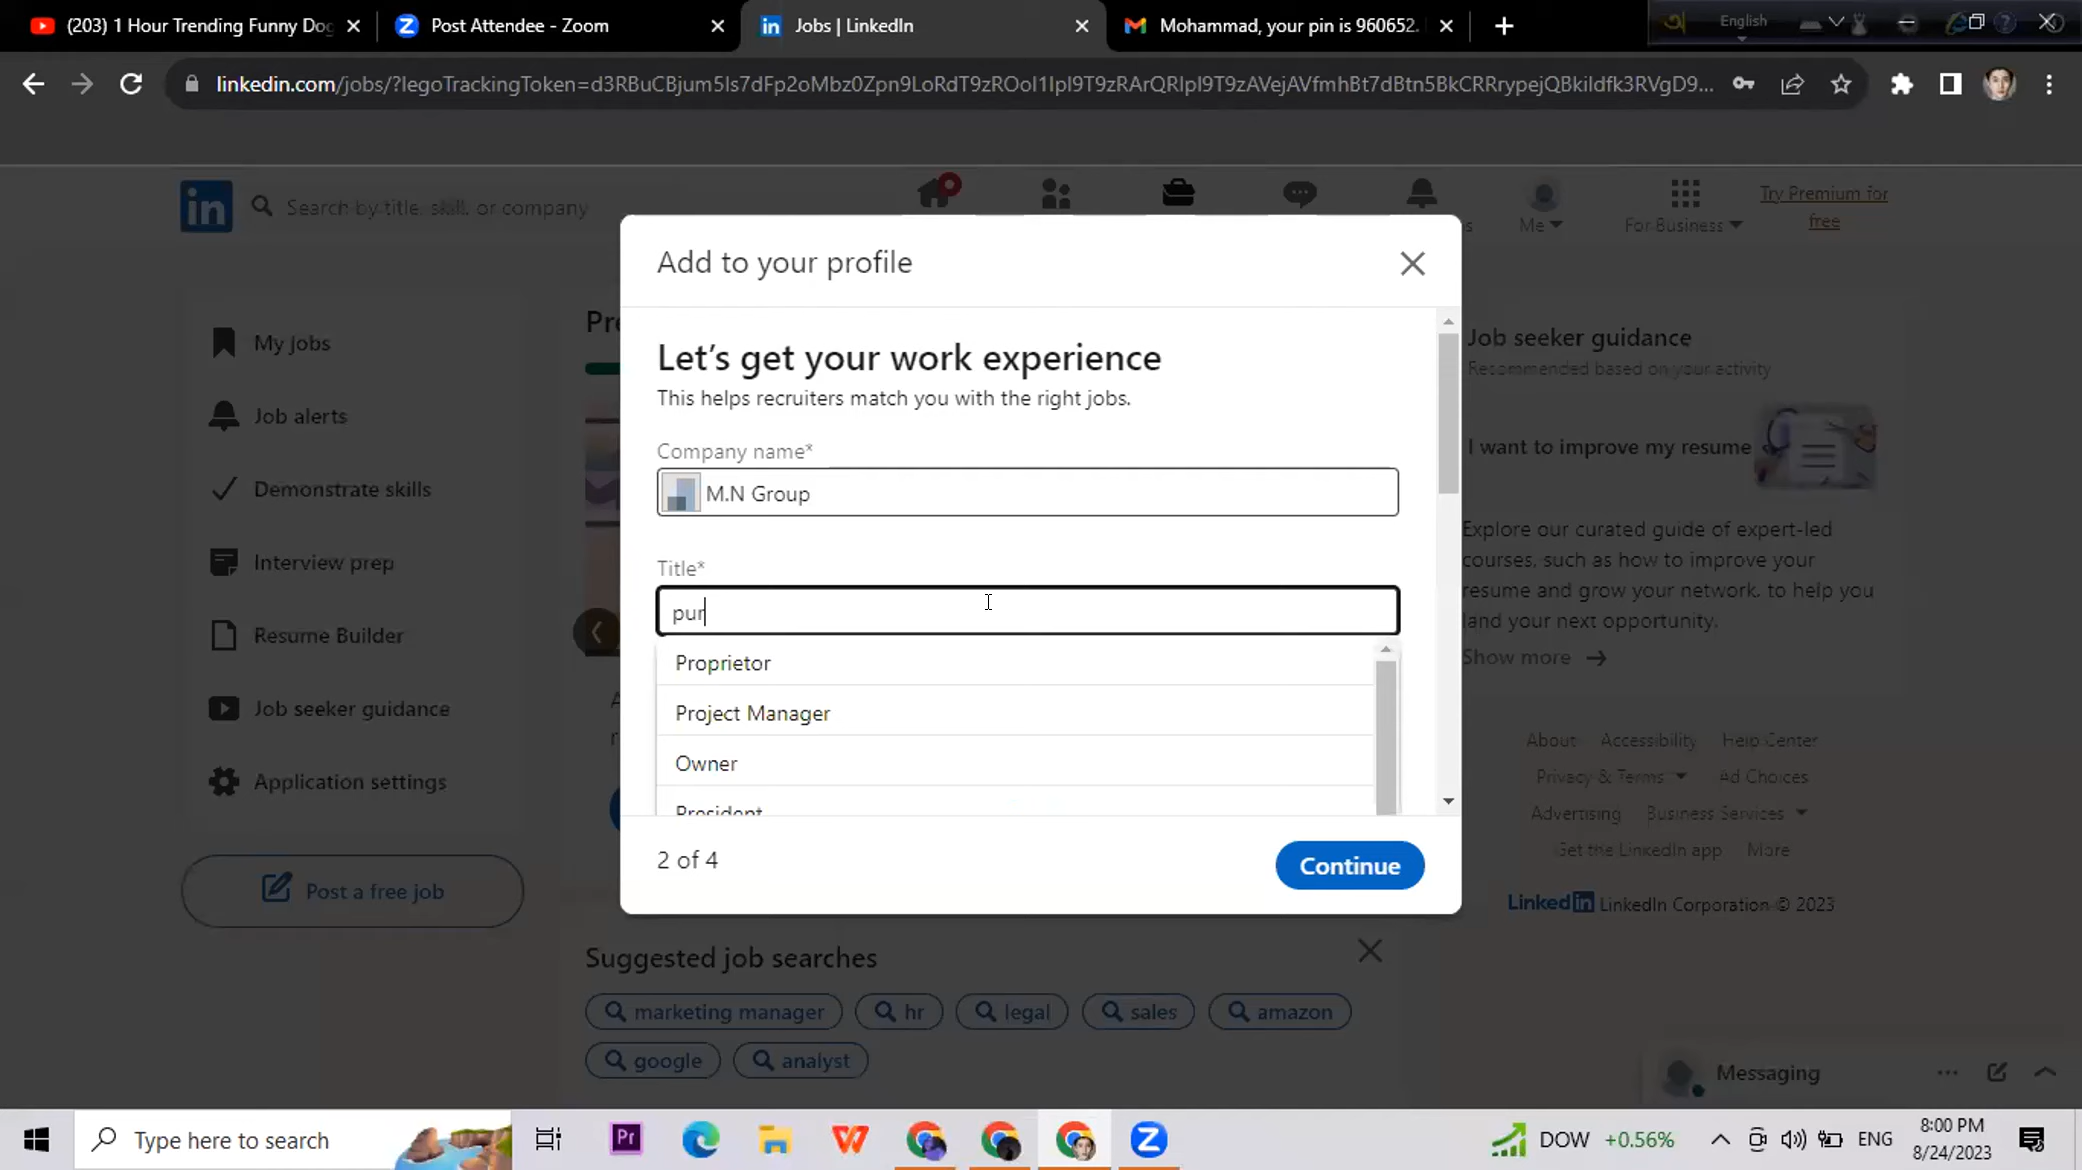 (203) 1 Hour Trending Funny Dog
Post Attendee - Zoom
Jobs | LinkedIn
Mohammad, your pin is 960652.
English
linkedin.com/jobs/?legoTrackingToken=d3RBuCBjum5Is7dFp2oMbz0Zpn9LoRdT9zROoI1IpI9T9zRArQRIpI9T9zAVejAVfmhBt7dBtn5BkCRRrypejQBkiIdfk3RVgD9...
Search by title, skill, or company
Me
For Business
Try Premium for
free
Add to your profile
Let's get your work experience
This helps recruiters match you with the right jobs.
Company name*
M.N Group
Title*
pur
Proprietor
Project Manager
Owner
President
2 of 4
Continue
My jobs
Job alerts
Demonstrate skills
Interview prep
Resume Builder
Job seeker guidance
Application settings
Post a free job
Job seeker guidance
Recommended based on your activity
I want to improve my resume
Explore our curated guide of expert-led
courses, such as how to improve your
resume and grow your network, to help you
land your next opportunity.
Show more
About
Accessibility
Help Center
Privacy & Terms
Ad Choices
Advertising
Business Services
Get the LinkedIn app
More
LinkedIn LinkedIn Corporation © 2023
Suggested job searches
marketing manager
hr
legal
sales
amazon
google
analyst
Messaging
Type here to search
Pr
DOW +0.56%
ENG
8:00 PM
8/24/2023